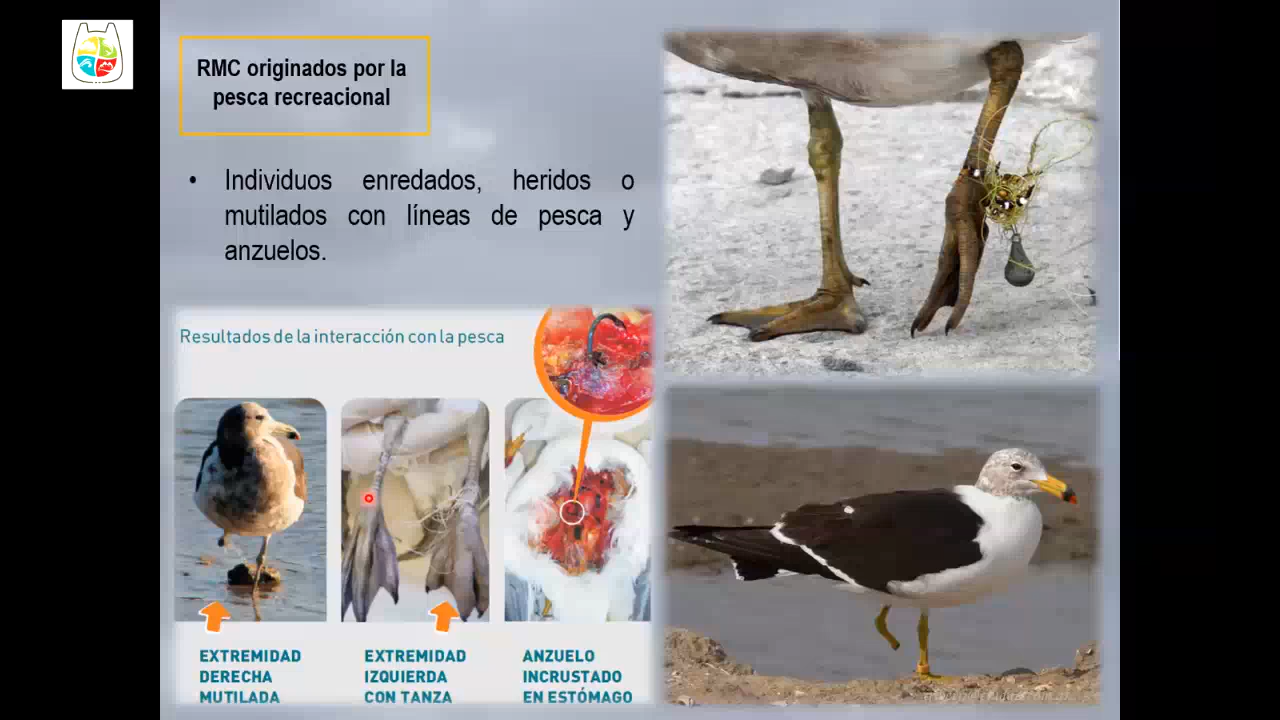 RMC originados por la
pesca recreacional
• Individuos enredados, heridos o
mutilados con líneas de pesca y
anzuelos.
Resultados de la interacción con la pesca
EXTREMIDAD
DERECHA
MUTILADA
EXTREMIDAD
IZQUIERDA
CON TANZA
ANZUELO
INCRUSTADO
EN ESTÓMAGO